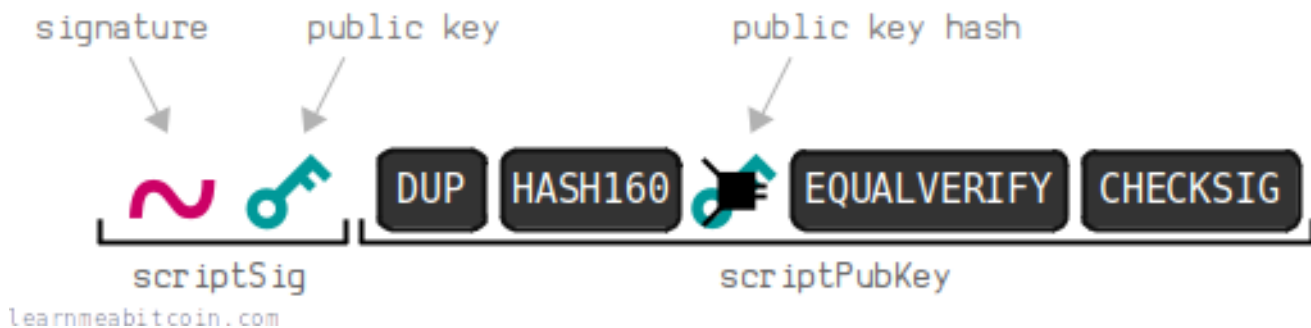 signature public key public key hash
DUP HASH160 EQUALVERIFY CHECKSIG
scriptSig scriptPubKey
learnmeabitcoin.com